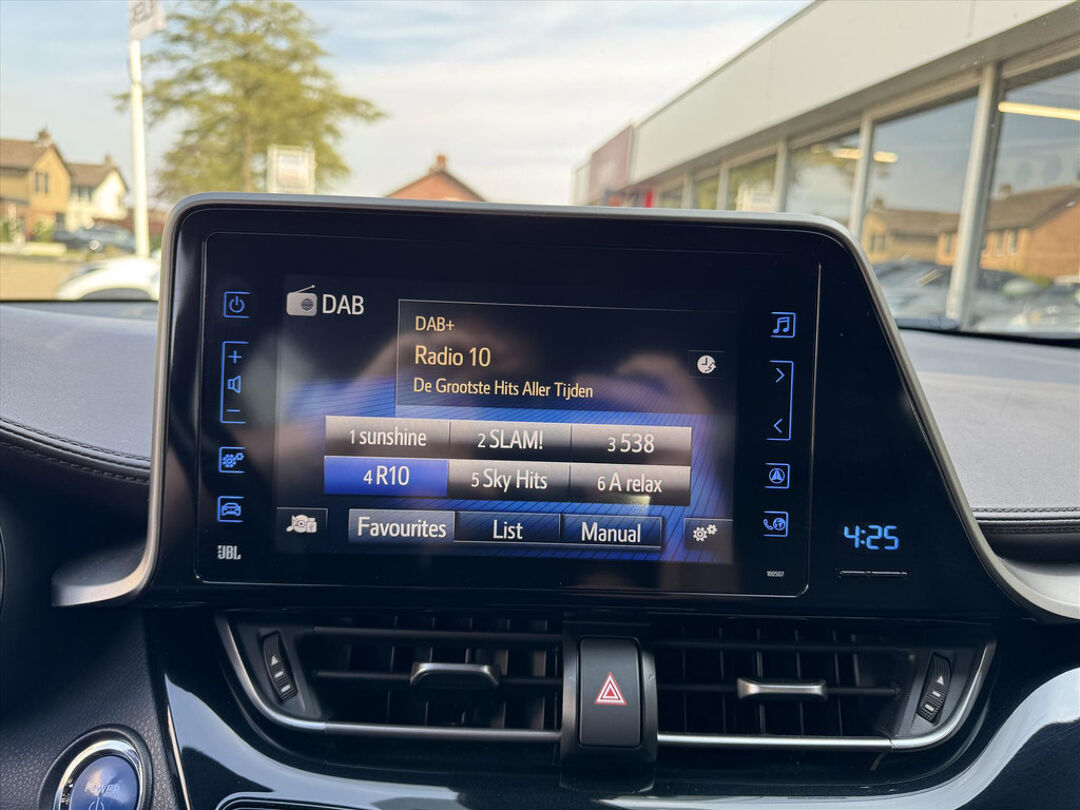 DAB
DAB+
Radio 10
De Grootste Hits Aller Tijden
1 sunshine
2 SLAM!
3 538
4 R10
5 Sky Hits
6 A relax
Favourites
List
Manual
JBL
100507
4:25
POWER